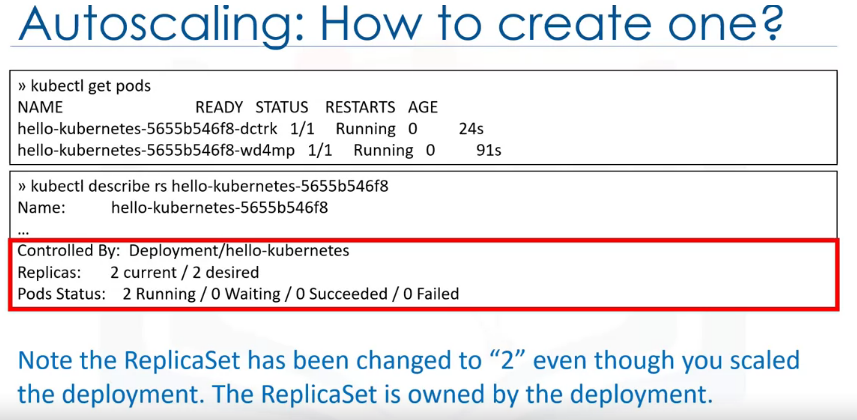 Autoscaling: How to create one?
» kubectl get pods
NAME READY STATUS RESTARTS AGE
hello-kubernetes-5655b546f8-dctrk 1/1 Running 0 24s
hello-kubernetes-5655b546f8-wd4mp 1/1 Running 0 91s
» kubectl describe rs hello-kubernetes-5655b546f8
Name: hello-kubernetes-5655b546f8
...
Controlled By: Deployment/hello-kubernetes
Replicas: 2 current / 2 desired
Pods Status: 2 Running / 0 Waiting / 0 Succeeded / 0 Failed
Note the ReplicaSet has been changed to “2” even though you scaled
the deployment. The ReplicaSet is owned by the deployment.